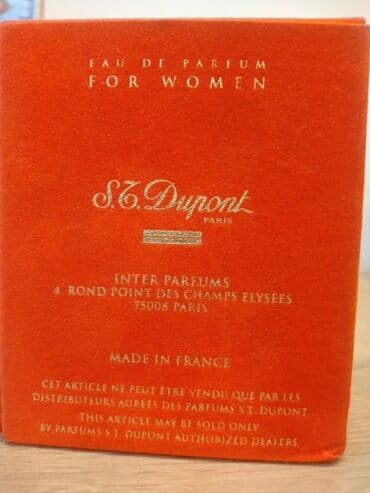 EAU DE PARFUM
FOR WOMEN
S.T. Dupont
PARIS
INTER PARFUMS
4, ROND POINT DES CHAMPS ELYSÉES
75008 PARIS
MADE IN FRANCE
CET ARTICLE NE PEUT ÊTRE VENDU QUE PAR LES
DISTRIBUTEURS AGRÉÉS DES PARFUMS S.T. DUPONT.
THIS ARTICLE MAY BE SOLD ONLY
BY PARFUMS S.T. DUPONT AUTHORIZED DEALERS.